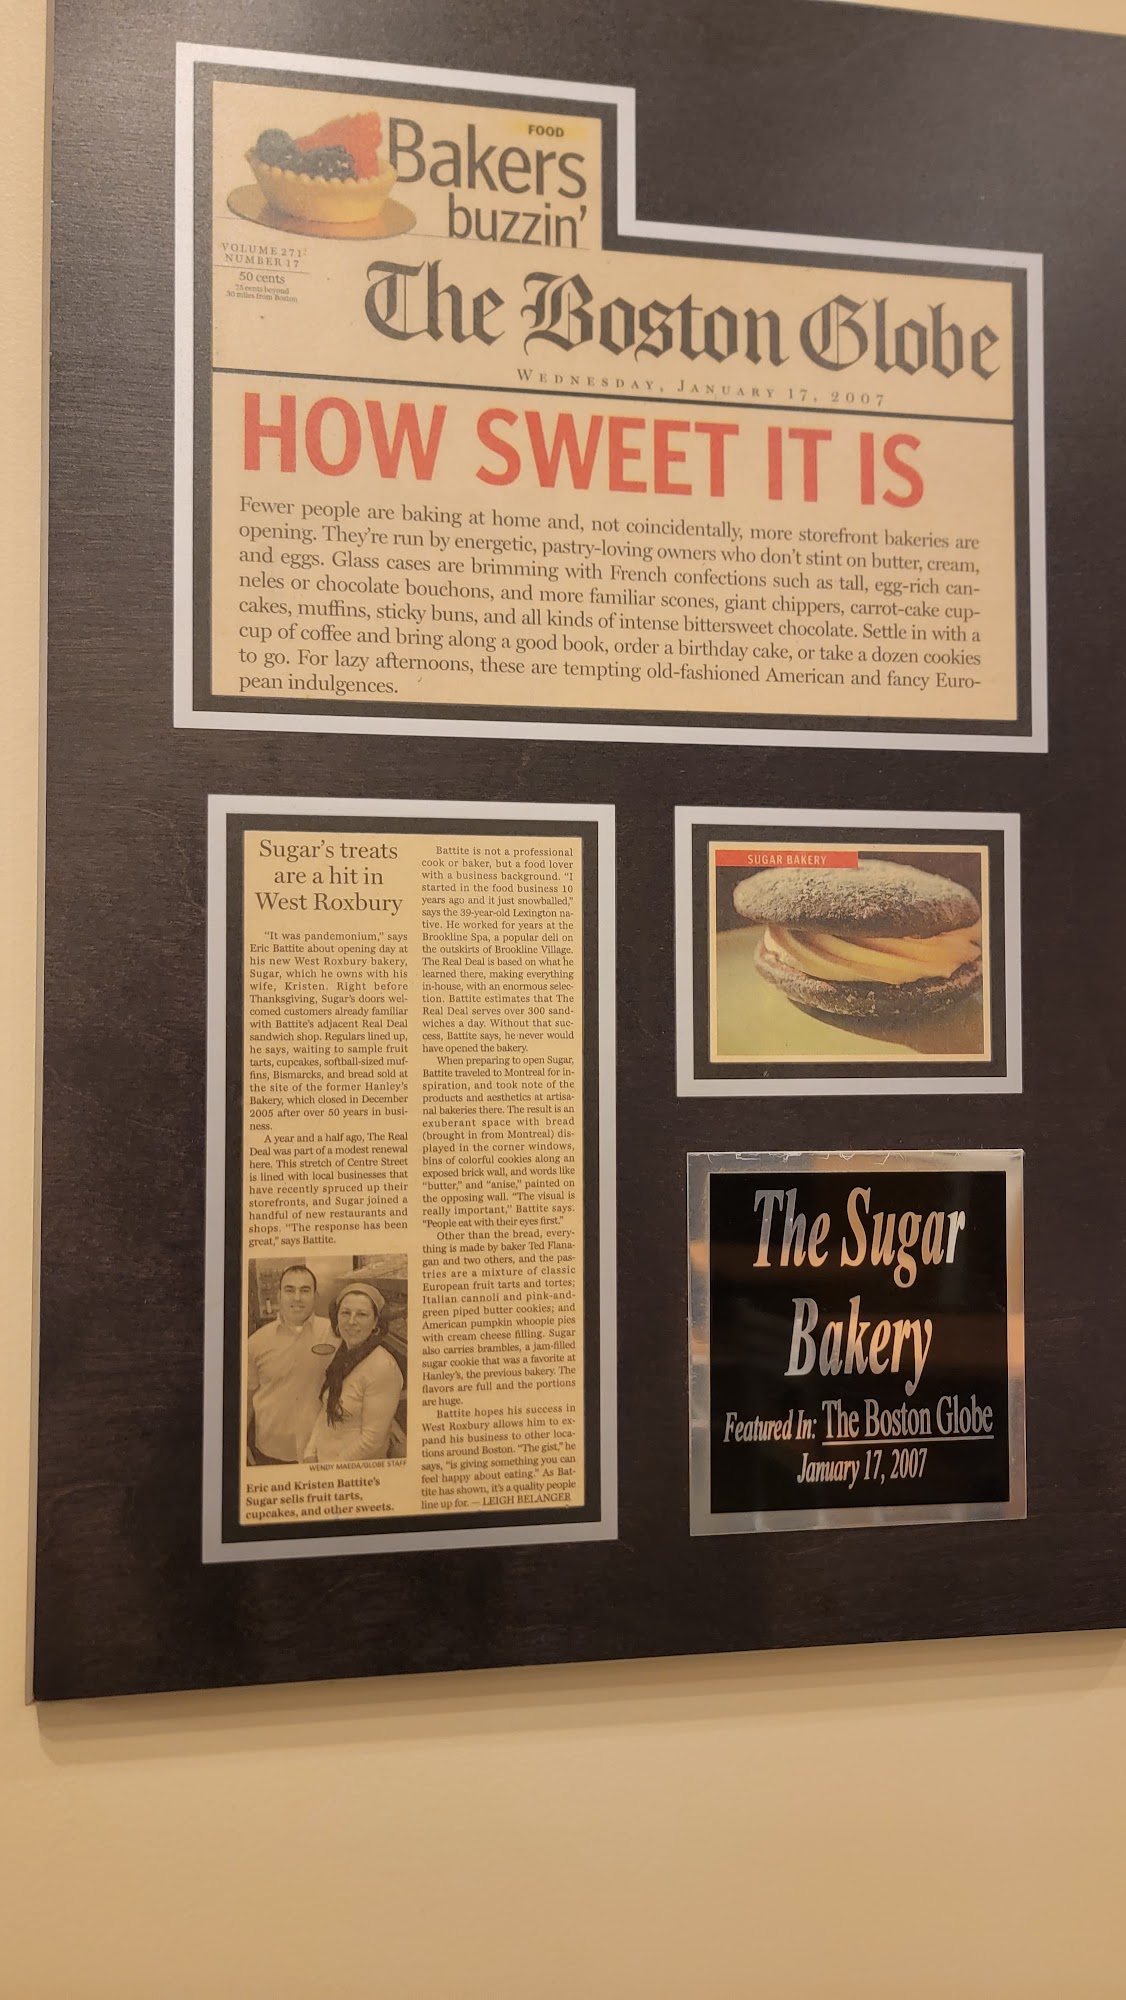 FOOD
Bakers
buzzin'
VOLUME 271
NUMBER 17
50 cents
75 cents beyond
30 miles from Boston
The Boston Globe
WEDNESDAY, JANUARY 17, 2007
HOW SWEET IT IS
Fewer people are baking at home and, not coincidentally, more storefront bakeries are
opening. They're run by energetic, pastry-loving owners who don't stint on butter, cream,
and eggs. Glass cases are brimming with French confections such as tall, egg-rich can-
neles or chocolate bouchons, and more familiar scones, giant chippers, carrot-cake cup-
cakes, muffins, sticky buns, and all kinds of intense bittersweet chocolate. Settle in with a
cup of coffee and bring along a good book, order a birthday cake, or take a dozen cookies
to go. For lazy afternoons, these are tempting old-fashioned American and fancy Euro-
pean indulgences.
Sugar's treats
are a hit in
West Roxbury
"It was pandemonium," says
Eric Battite about opening day at
his new West Roxbury bakery,
Sugar, which he owns with his
wife, Kristen. Right before
Thanksgiving, Sugar's doors wel-
comed customers already familiar
with Battite's adjacent Real Deal
sandwich shop. Regulars lined up,
he says, waiting to sample fruit
tarts, cupcakes, softball-sized muf-
fins, Bismarcks, and bread sold at
the site of the former Hanley's
Bakery, which closed in December
2005 after over 50 years in busi-
ness.
A year and a half ago, The Real
Deal was part of a modest renewal
here. This stretch of Centre Street
is lined with local businesses that
have recently spruced up their
storefronts, and Sugar joined a
handful of new restaurants and
shops. "The response has been
great," says Battite.
WENDY MAEDA/GLOBE STAFF
Eric and Kristen Battite's
Sugar sells fruit tarts,
cupcakes, and other sweets.
Battite is not a professional
cook or baker, but a food lover
with a business background. "I
started in the food business 10
years ago and it just snowballed,"
says the 39-year-old Lexington na-
tive. He worked for years at the
Brookline Spa, a popular deli on
the outskirts of Brookline Village.
The Real Deal is based on what he
learned there, making everything
in-house, with an enormous selec-
tion. Battite estimates that The
Real Deal serves over 300 sand-
wiches a day. Without that suc-
cess, Battite says, he never would
have opened the bakery.
When preparing to open Sugar,
Battite traveled to Montreal for in-
spiration, and took note of the
products and aesthetics at artisa-
nal bakeries there. The result is an
exuberant space with bread
(brought in from Montreal) dis-
played in the corner windows,
bins of colorful cookies along an
exposed brick wall, and words like
"butter," and "anise," painted on
the opposing wall. "The visual is
really important," Battite says.
"People eat with their eyes first."
Other than the bread, every-
thing is made by baker Ted Flana-
gan and two others, and the pas-
tries are a mixture of classic
European fruit tarts and tortes;
Italian cannoli and pink-and-
green piped butter cookies; and
American pumpkin whoopie pies
with cream cheese filling. Sugar
also carries brambles, a jam-filled
sugar cookie that was a favorite at
Hanley's, the previous bakery. The
flavors are full and the portions
are huge.
Battite hopes his success in
West Roxbury allows him to ex-
pand his business to other loca-
tions around Boston. "The gist," he
says, "is giving something you can
feel happy about eating." As Bat-
tite has shown, it's a quality people
line up for. — LEIGH BELANGER
SUGAR BAKERY
The Sugar
Bakery
Featured In: The Boston Globe
January 17, 2007